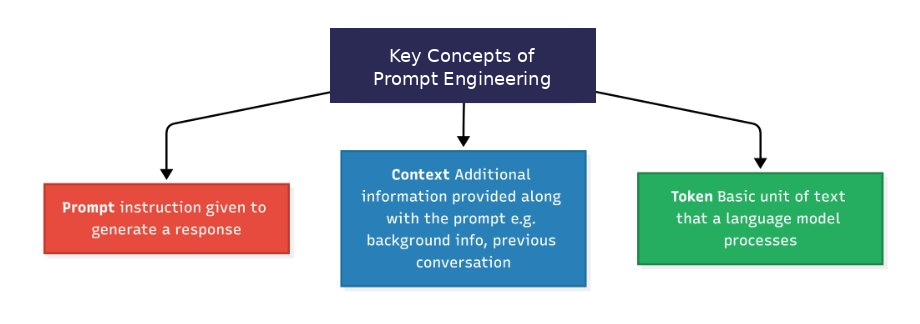 Key Concepts of
Prompt Engineering
Prompt instruction given to
generate a response
Context Additional
information provided along
with the prompt e.g.
background info, previous
conversation
Token Basic unit of text
that a language model
processes